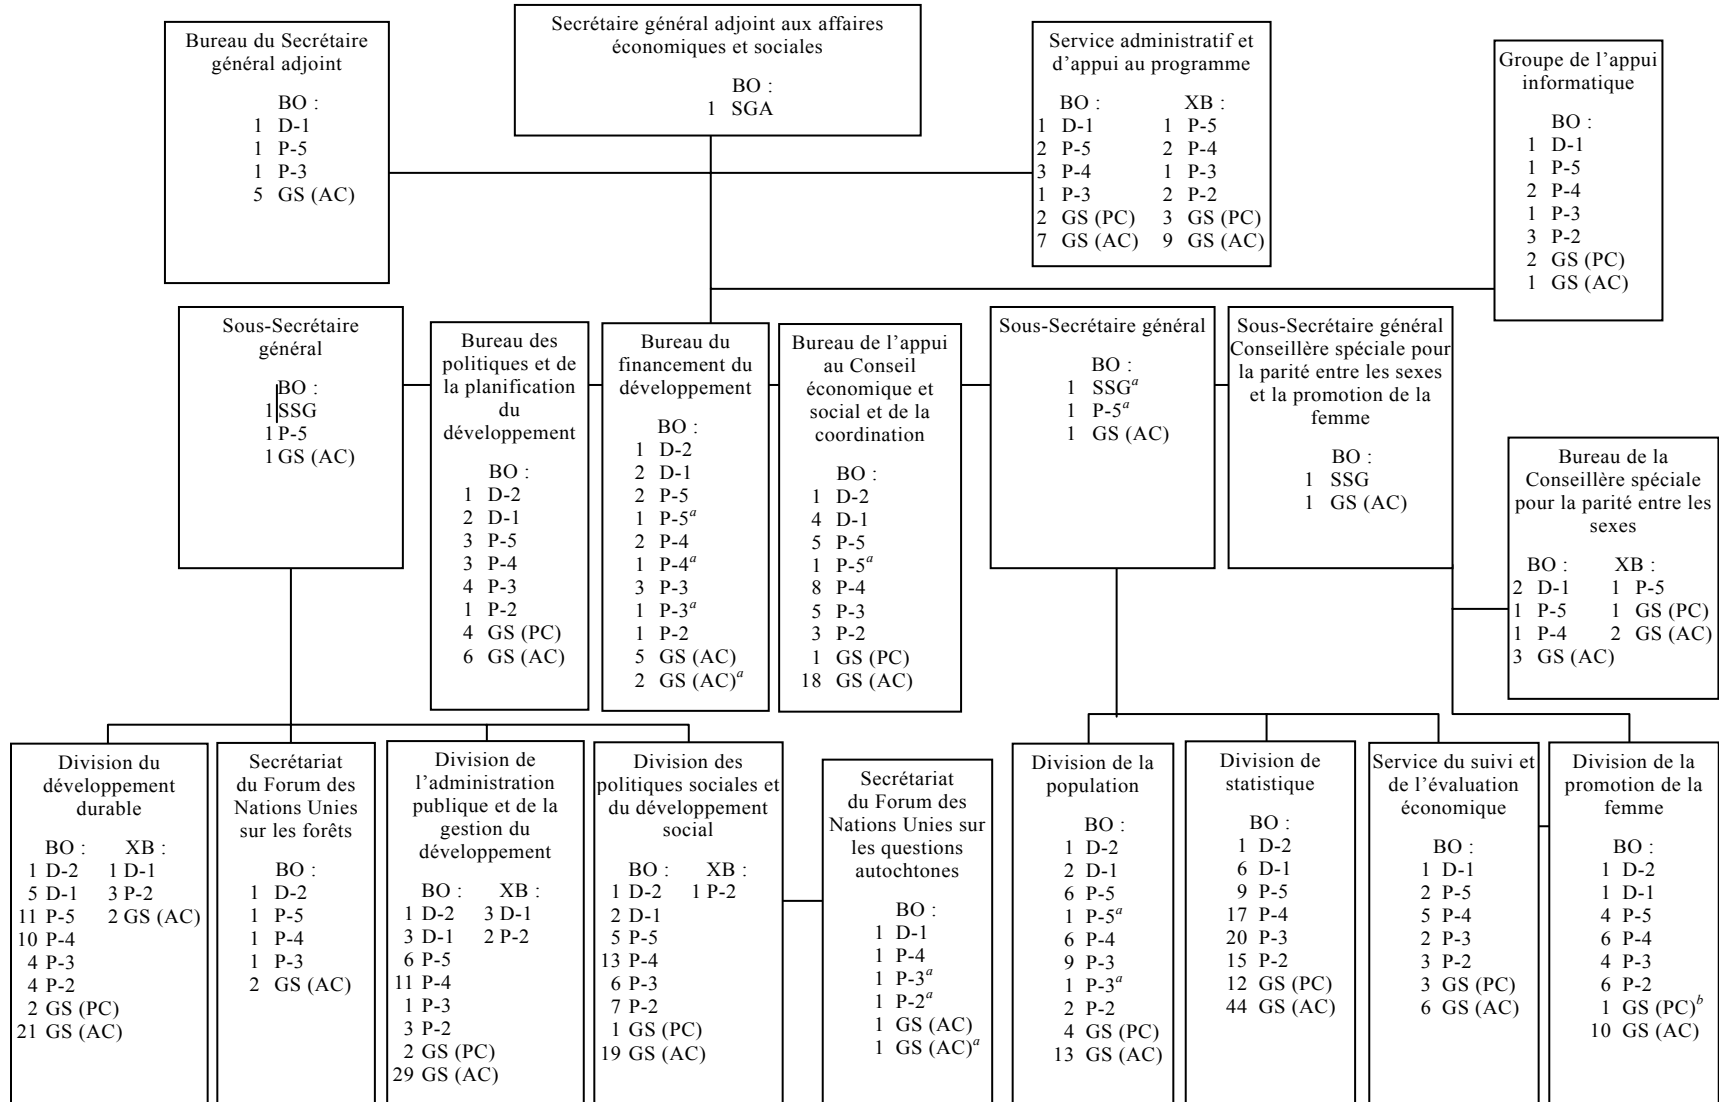 Bureau du Secrétaire
général adjoint
BO :
1 D-1
1 P-5
1 P-3
5 GS (AC)
Secrétaire général adjoint aux affaires
économiques et sociales
BO :
1 SGA
Service administratif et
d'appui au programme
BO : XB :
1 D-1 1 P-5
2 P-5 2 P-4
3 P-4 1 P-3
1 P-3 2 P-2
2 GS (PC) 3 GS (PC)
7 GS (AC) 9 GS (AC)
Groupe de l'appui
informatique
BO :
1 D-1
1 P-5
2 P-4
1 P-3
3 P-2
2 GS (PC)
1 GS (AC)
Sous-Secrétaire
général
BO :
1 SSG
1 P-5
1 GS (AC)
Bureau des
politiques et de
la planification
du
développement
BO :
1 D-2
2 D-1
3 P-5
3 P-4
4 P-3
1 P-2
4 GS (PC)
6 GS (AC)
Bureau du
financement du
développement
BO :
1 D-2
2 D-1
2 P-5
1 P-5a
2 P-4
1 P-4a
3 P-3
1 P-3a
1 P-2
5 GS (AC)
2 GS (AC)a
Bureau de l'appui
au Conseil
économique et
social et de la
coordination
BO :
1 D-2
4 D-1
5 P-5
1 P-5a
8 P-4
5 P-3
3 P-2
1 GS (PC)
18 GS (AC)
Sous-Secrétaire général
BO :
1 SSGa
1 P-5a
1 GS (AC)
Sous-Secrétaire général
Conseillère spéciale pour
la parité entre les sexes
et la promotion de la
femme
BO :
1 SSG
1 GS (AC)
Bureau de la
Conseillère spéciale
pour la parité entre les
sexes
BO : XB :
2 D-1 1 P-5
1 P-5 1 GS (PC)
1 P-4 2 GS (AC)
3 GS (AC)
Division du
développement
durable
BO : XB :
1 D-2 1 D-1
5 D-1 3 P-2
11 P-5 2 GS (AC)
10 P-4
4 P-3
4 P-2
2 GS (PC)
21 GS (AC)
Secrétariat
du Forum des
Nations Unies
sur les forêts
BO :
1 D-2
1 P-5
1 P-4
1 P-3
2 GS (AC)
Division de
l'administration
publique et de la
gestion du
développement
BO : XB :
1 D-2 3 D-1
3 D-1 2 P-2
6 P-5
11 P-4
1 P-3
3 P-2
2 GS (PC)
29 GS (AC)
Division des
politiques sociales et
du développement
social
BO : XB :
1 D-2 1 P-2
2 D-1
5 P-5
13 P-4
6 P-3
7 P-2
1 GS (PC)
19 GS (AC)
Secrétariat
du Forum des
Nations Unies sur
les questions
autochtones
BO :
1 D-1
1 P-4
1 P-3a
1 P-2a
1 GS (AC)
1 GS (AC)a
Division de la
population
BO :
1 D-2
2 D-1
6 P-5
1 P-5a
6 P-4
9 P-3
1 P-3a
2 P-2
4 GS (PC)
13 GS (AC)
Division de
statistique
BO :
1 D-2
6 D-1
9 P-5
17 P-4
20 P-3
15 P-2
12 GS (PC)
44 GS (AC)
Service du suivi et
de l'évaluation
économique
BO :
1 D-1
2 P-5
5 P-4
2 P-3
3 P-2
3 GS (PC)
6 GS (AC)
Division de la
promotion de la
femme
BO :
1 D-2
1 D-1
4 P-5
6 P-4
4 P-3
6 P-2
1 GS (PC)b
10 GS (AC)